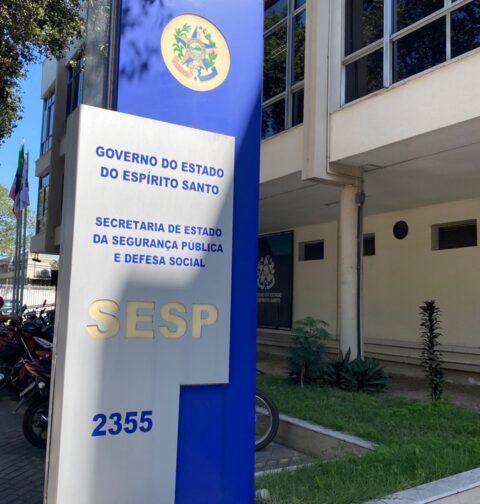 GOVERNO DO ESTADO
DO ESPÍRITO SANTO
SECRETARIA DE ESTADO
DA SEGURANÇA PÚBLICA
E DEFESA SOCIAL
SESP
2355